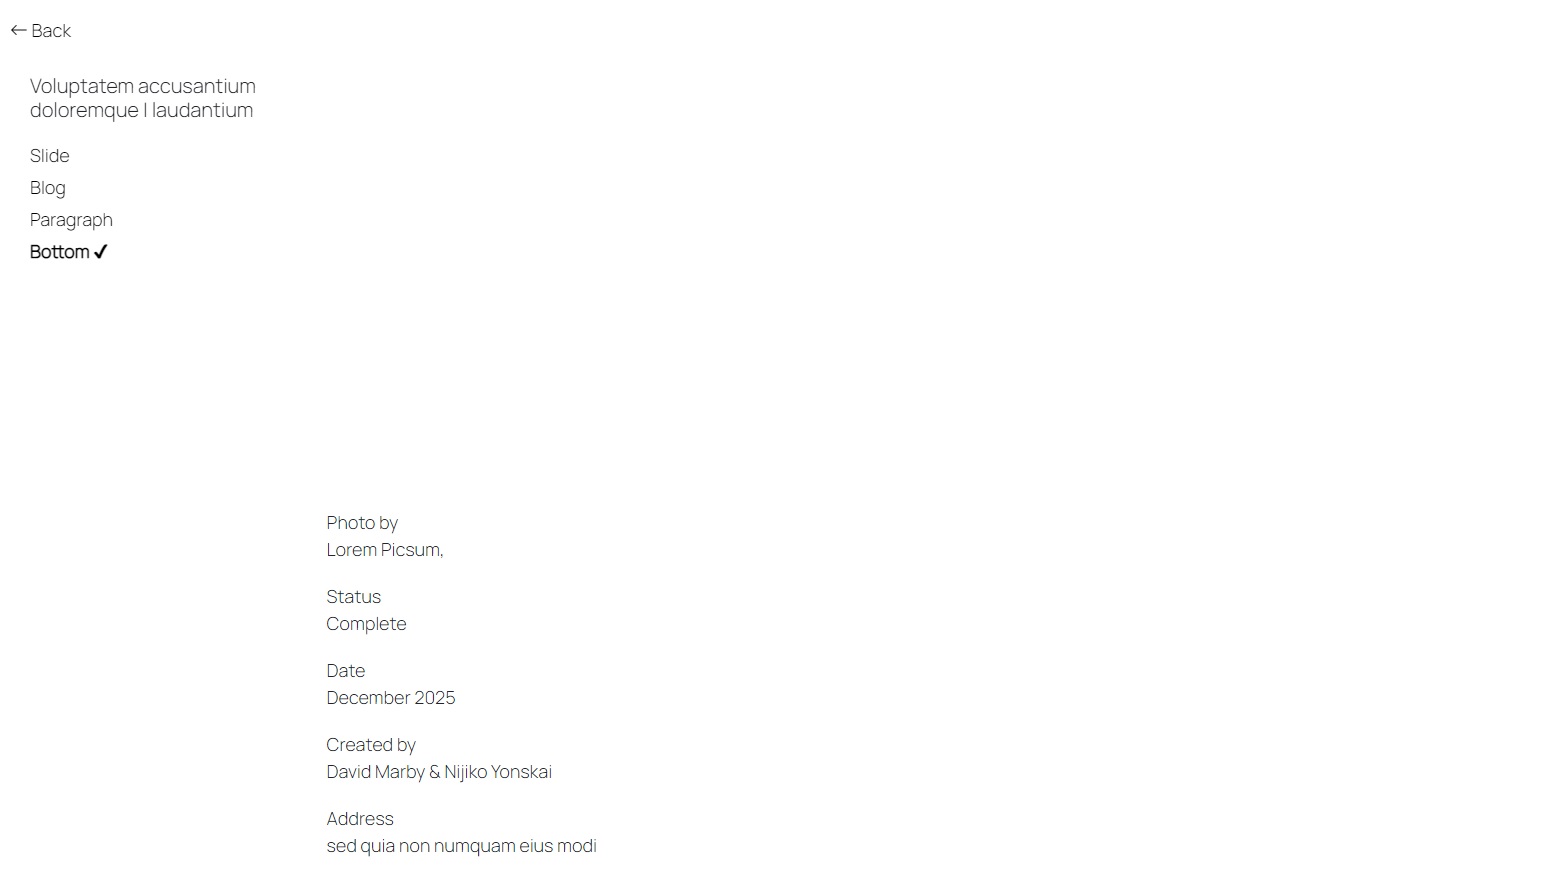 ← Back
Voluptatem accusantium
doloremque | laudantium
Slide
Blog
Paragraph
Bottom ✓
Photo by
Lorem Picsum,
Status
Complete
Date
December 2025
Created by
David Marby & Nijiko Yonskai
Address
sed quia non numquam eius modi